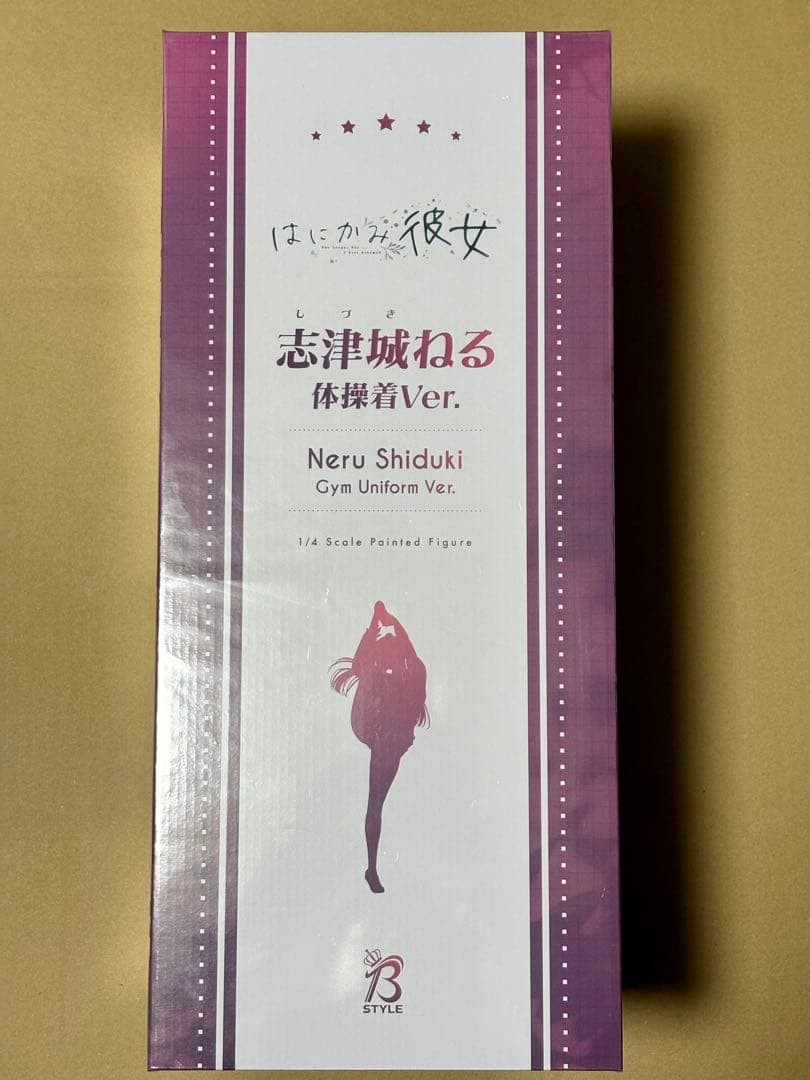 はにかみ彼女
しづき
志津城ねる
体操着Ver.
Neru Shiduki
Gym Uniform Ver.
1/4 Scale Painted Figure
B
STYLE